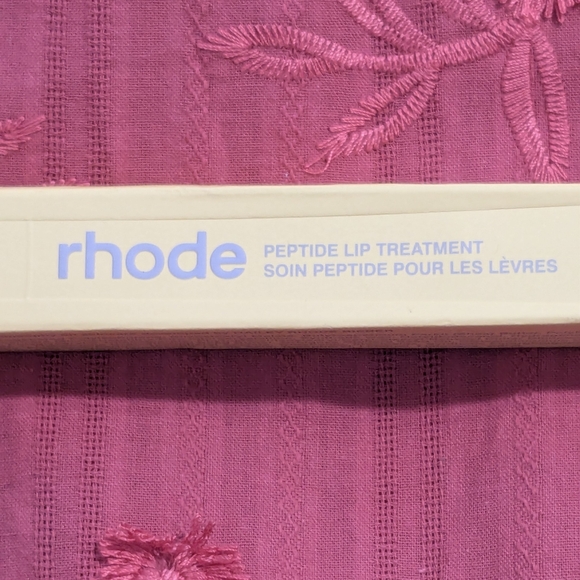 rhode
PEPTIDE LIP TREATMENT
SOIN PEPTIDE POUR LES LÈVRES